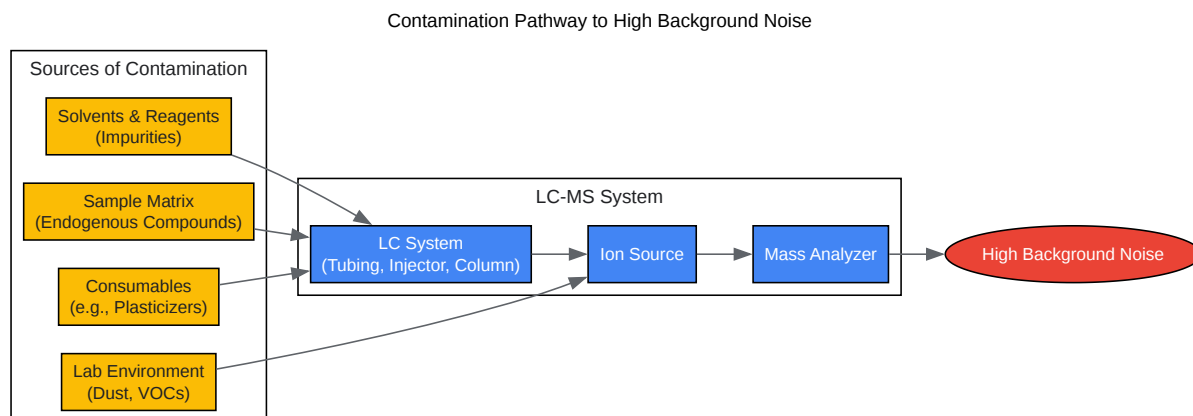 Contamination Pathway to High Background Noise
Sources of Contamination
Solvents & Reagents
(Impurities)
Sample Matrix
(Endogenous Compounds)
Consumables
(e.g., Plasticizers)
Lab Environment
(Dust, VOCs)
LC-MS System
LC System
(Tubing, Injector, Column)
Ion Source
Mass Analyzer
High Background Noise